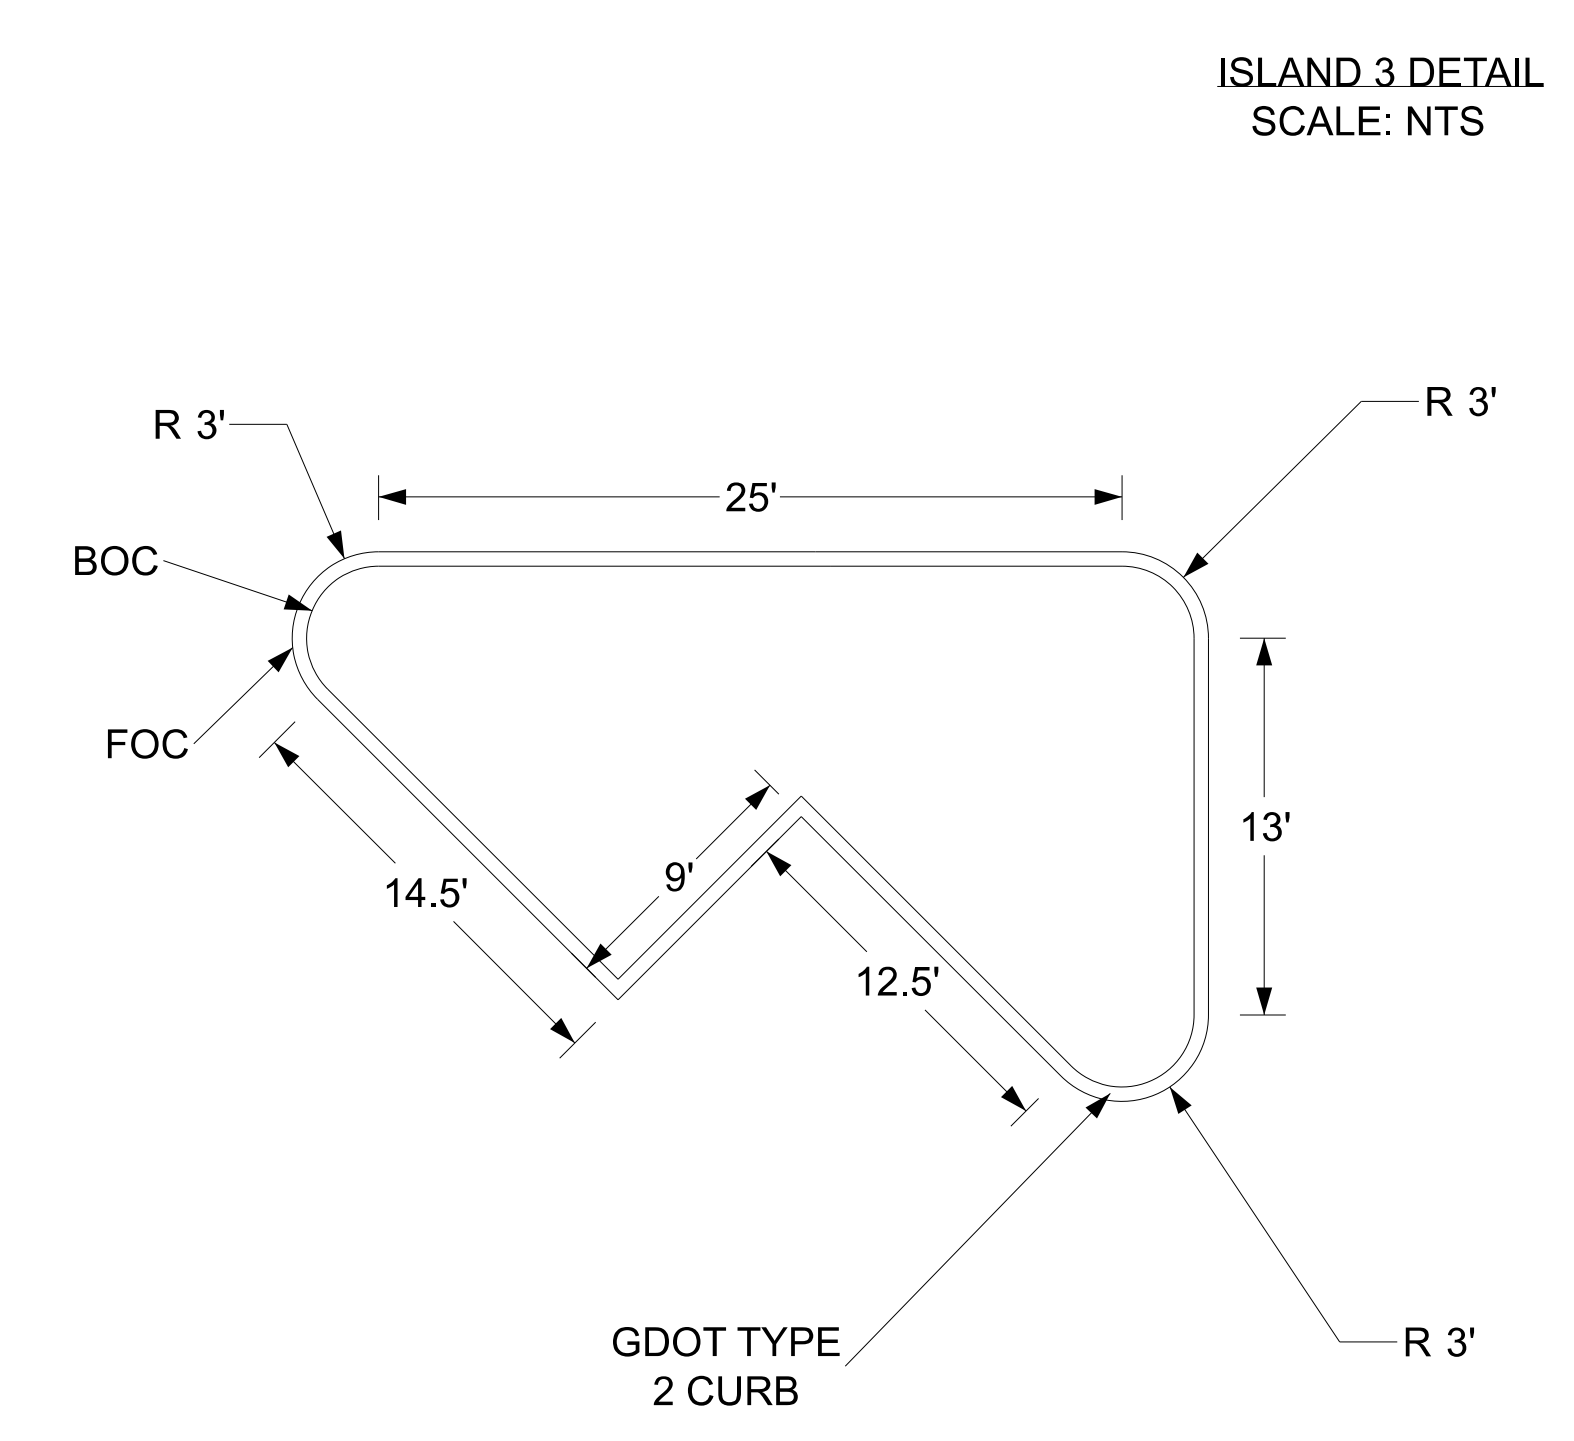 ISLAND 3 DETAIL
SCALE: NTS
R 3'
R 3'
25'
BOC
FOC
13'
9'
14.5'
12.5'
GDOT TYPE
2 CURB
R 3'